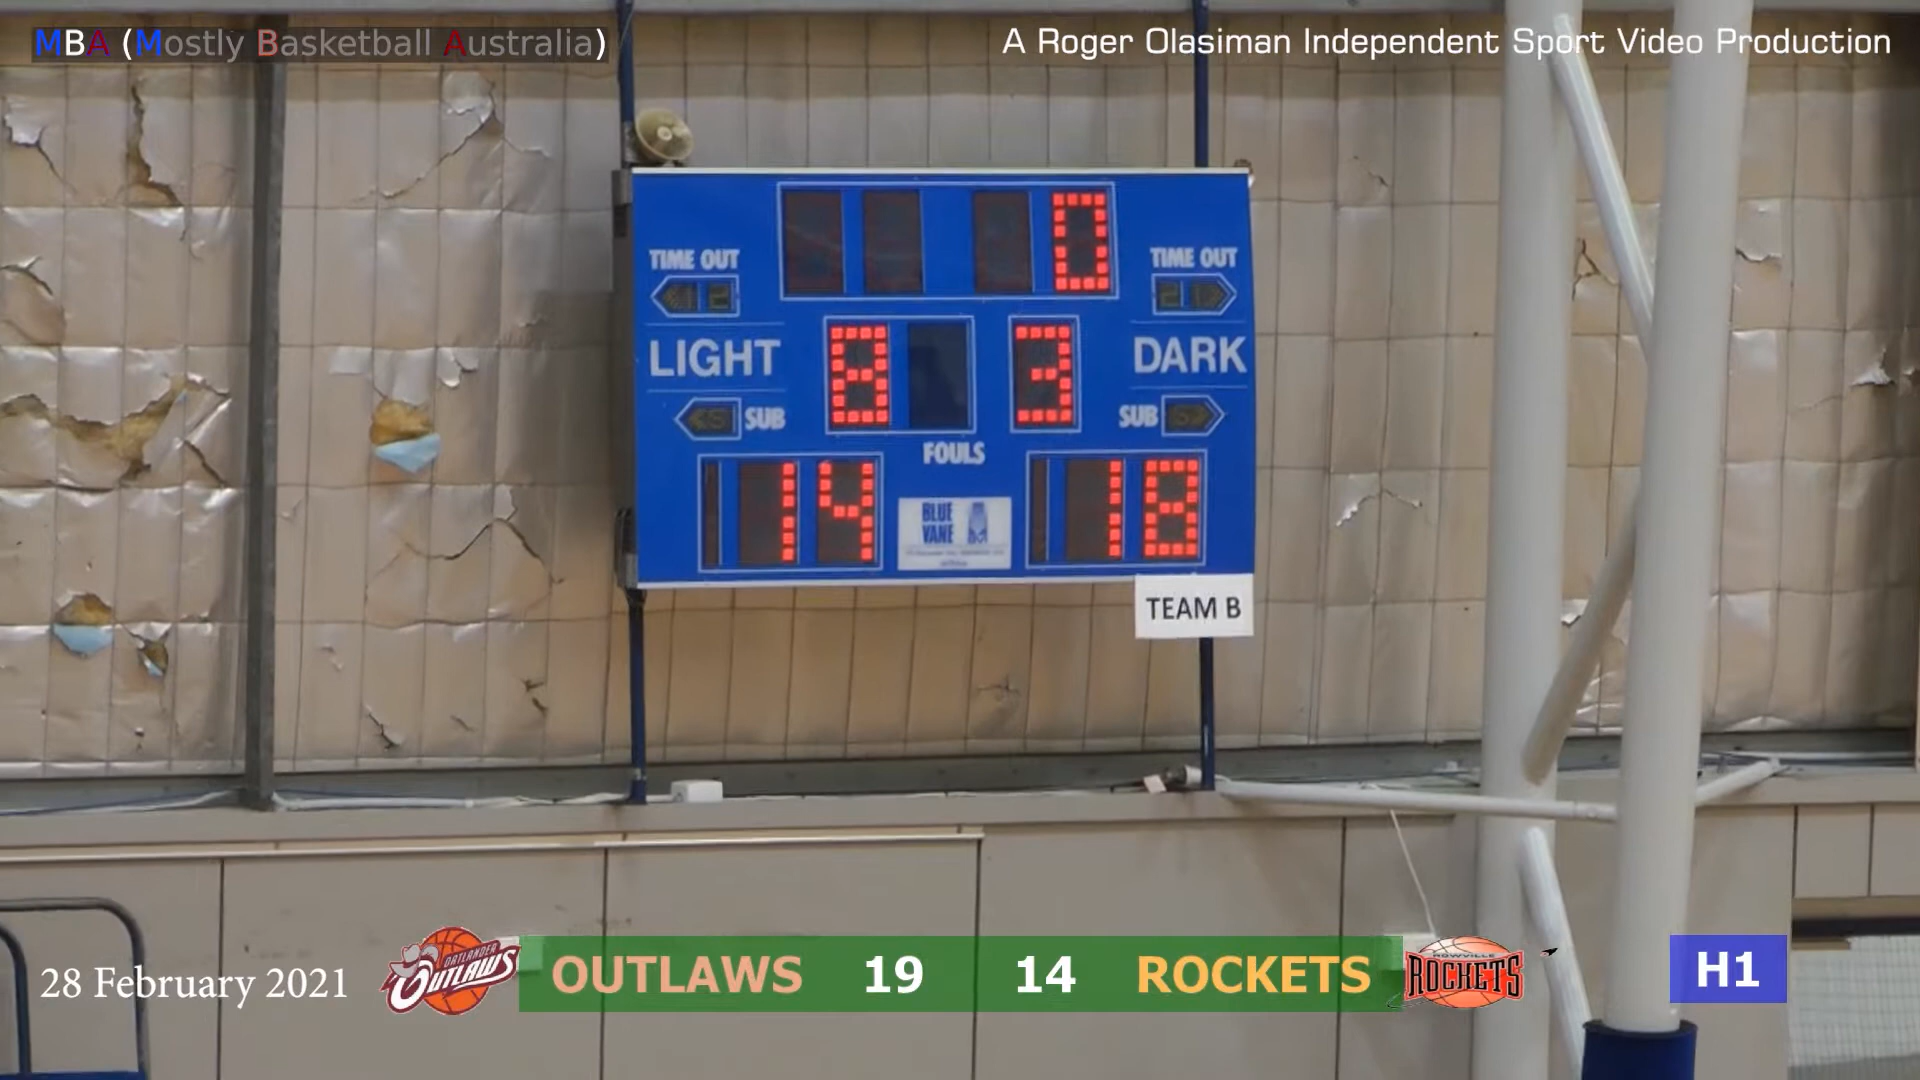 MBA (Mostly Basketball Australia)
A Roger Olasiman Independent Sport Video Production
0
TIME OUT
TIME OUT
LIGHT
8
3
DARK
SUB
SUB
FOULS
14
18
BLUE
VANE
TEAM B
28 February 2021
OUTLAWS
OUTLAWS
19
14
ROCKETS
ROWVILLE
ROCKETS
H1